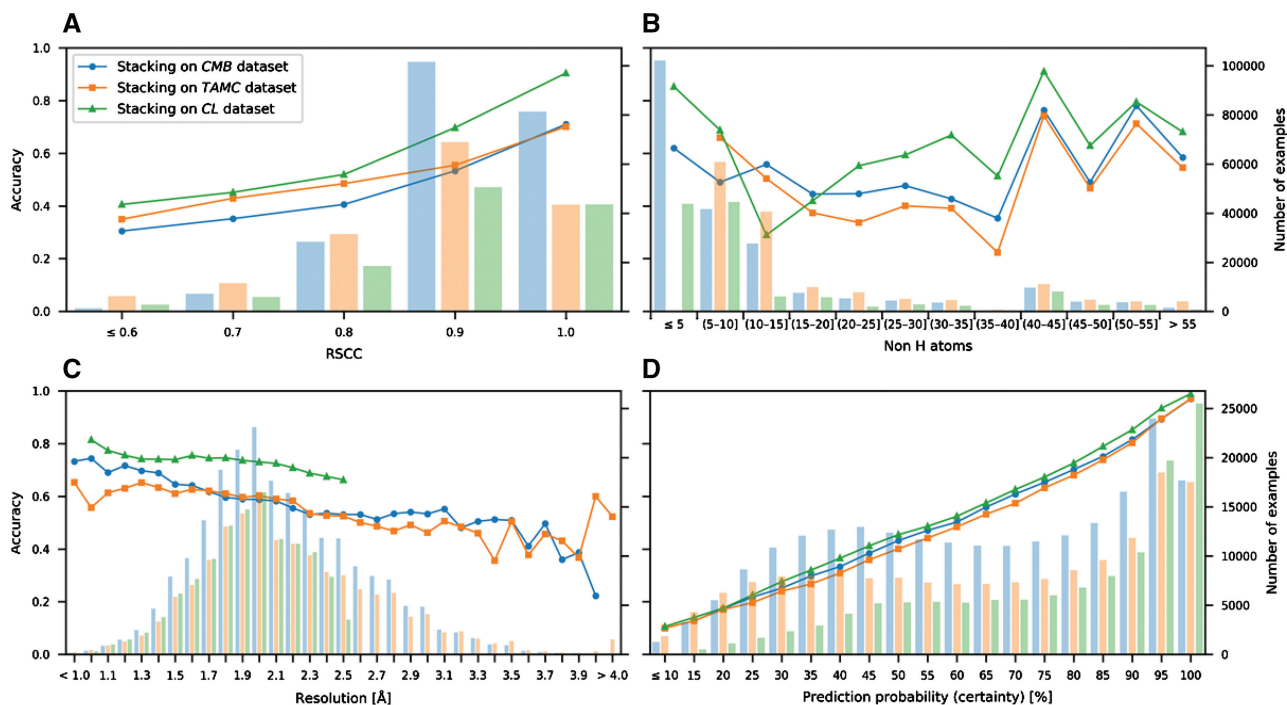 A
B
1.0
0.8
0.6
0.4
0.2
0.0
Accuracy
Stacking on CMB dataset
Stacking on TAMC dataset
Stacking on CL dataset
≤ 0.6 0.7 0.8 0.9 1.0
RSCC
100000
80000
60000
40000
20000
0
Number of examples
≤ 5 (5–10] (10–15] (15–20] (20–25] (25–30] (30–35] (35–40] (40–45] (45–50] (50–55] > 55
Non H atoms
C
D
1.0
0.8
0.6
0.4
0.2
0.0
Accuracy
< 1.0 1.1 1.3 1.5 1.7 1.9 2.1 2.3 2.5 2.7 2.9 3.1 3.3 3.5 3.7 3.9 > 4.0
Resolution [Å]
25000
20000
15000
10000
5000
0
Number of examples
≤ 10 15 20 25 30 35 40 45 50 55 60 65 70 75 80 85 90 95 100
Prediction probability (certainty) [%]